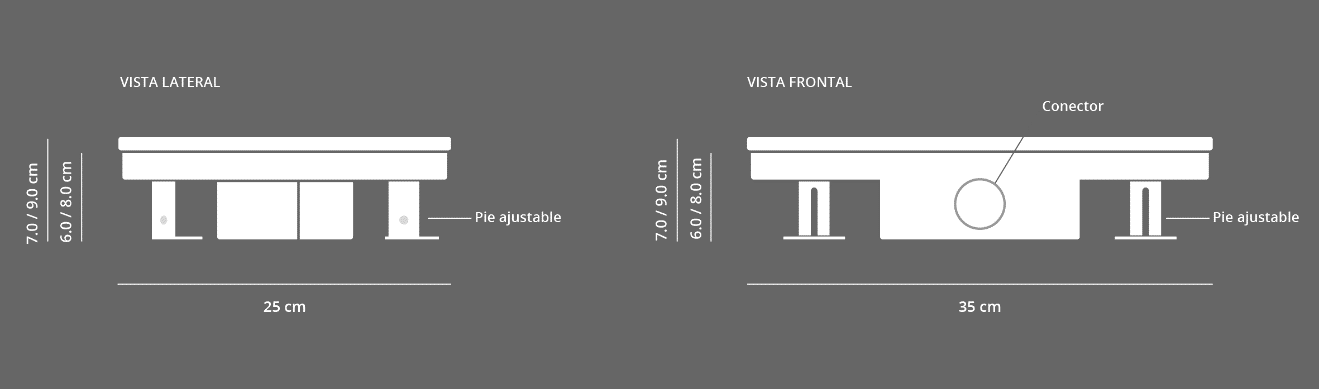 VISTA LATERAL
7.0 / 9.0 cm
6.0 / 8.0 cm
Pie ajustable
25 cm
VISTA FRONTAL
Conector
7.0 / 9.0 cm
6.0 / 8.0 cm
Pie ajustable
35 cm